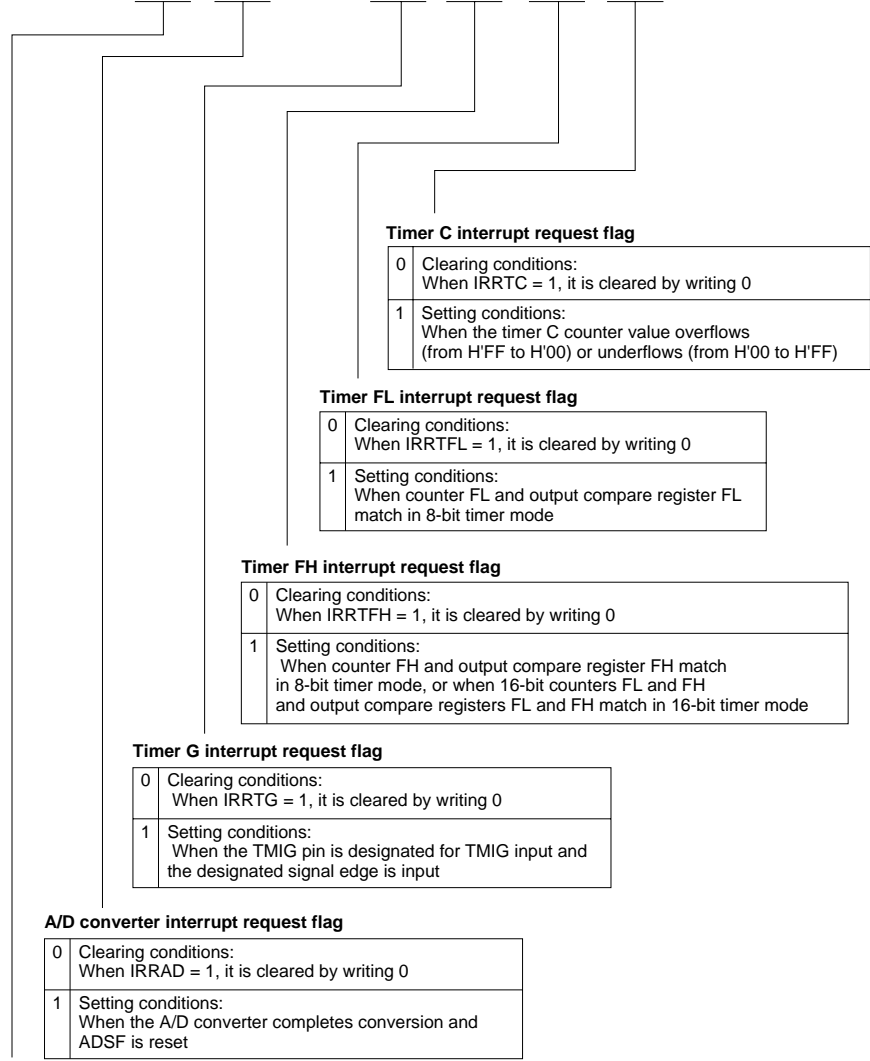 Timer C interrupt request flag
0 Clearing conditions:
When IRRTC = 1, it is cleared by writing 0
1 Setting conditions:
When the timer C counter value overflows
(from H'FF to H'00) or underflows (from H'00 to H'FF)
Timer FL interrupt request flag
0 Clearing conditions:
When IRRTFL = 1, it is cleared by writing 0
1 Setting conditions:
When counter FL and output compare register FL
match in 8-bit timer mode
Timer FH interrupt request flag
0 Clearing conditions:
When IRRTFH = 1, it is cleared by writing 0
1 Setting conditions:
When counter FH and output compare register FH match
in 8-bit timer mode, or when 16-bit counters FL and FH
and output compare registers FL and FH match in 16-bit timer mode
Timer G interrupt request flag
0 Clearing conditions:
When IRRTG = 1, it is cleared by writing 0
1 Setting conditions:
When the TMIG pin is designated for TMIG input and
the designated signal edge is input
A/D converter interrupt request flag
0 Clearing conditions:
When IRRAD = 1, it is cleared by writing 0
1 Setting conditions:
When the A/D converter completes conversion and
ADSF is reset